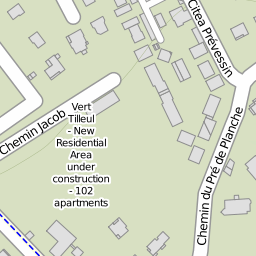 Citea Prévessin
Chemin Jacob
Vert
Tilleul
- New
Residential
Area
under
construction
- 102
apartments
Chemin du Pré de Planche